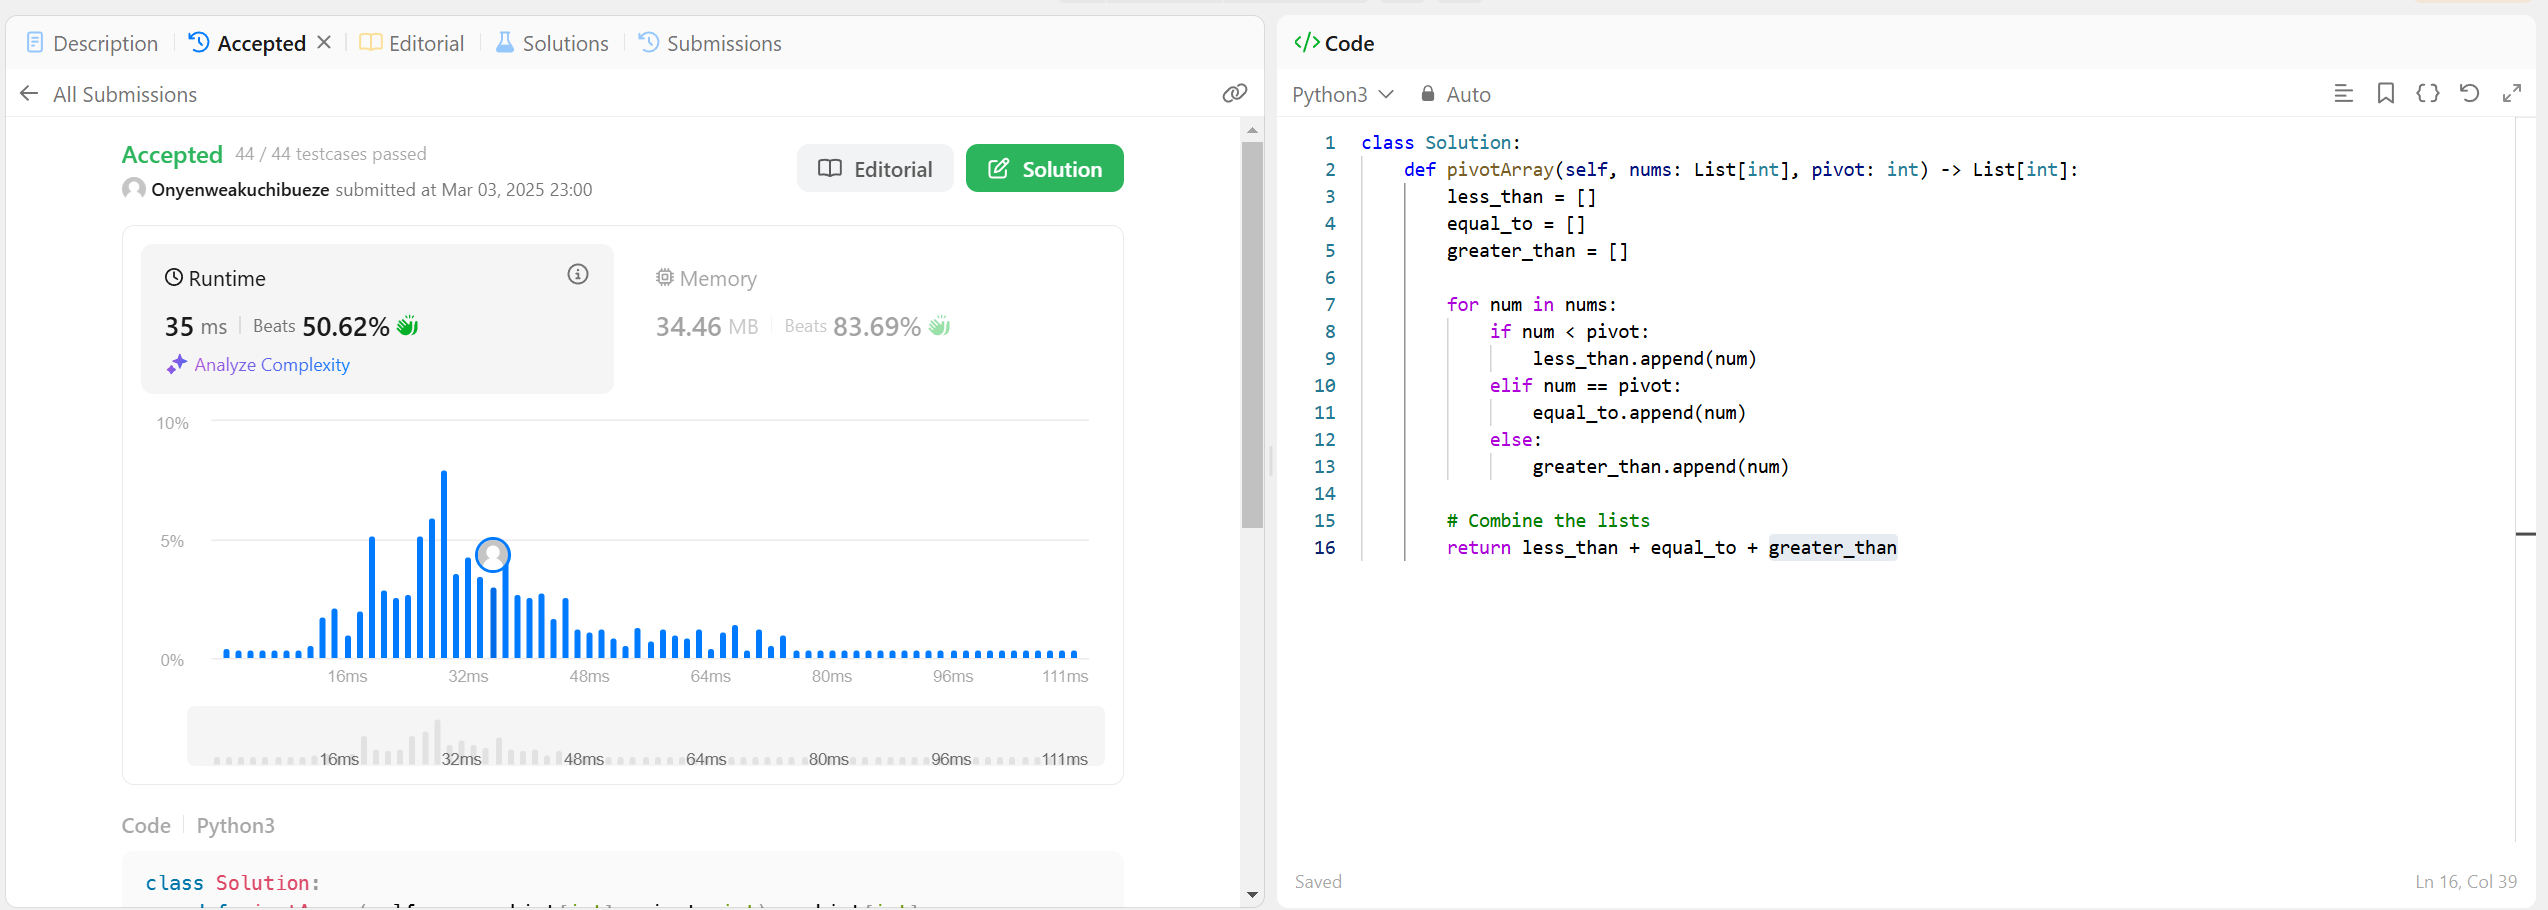 Description
Accepted
Editorial
Solutions
Submissions
All Submissions
Accepted 44 / 44 testcases passed
Onyenweakuchibueze submitted at Mar 03, 2025 23:00
Editorial
Solution
Runtime
35 ms Beats 50.62%
Analyze Complexity
Memory
34.46 MB Beats 83.69%
10%
5%
0%
16ms 32ms 48ms 64ms 80ms 96ms 111ms
16ms 32ms 48ms 64ms 80ms 96ms 111ms
Code Python3
class Solution:
</> Code
Python3 Auto
1 class Solution:
2 def pivotArray(self, nums: List[int], pivot: int) -> List[int]:
3 less_than = []
4 equal_to = []
5 greater_than = []
6
7 for num in nums:
8 if num < pivot:
9 less_than.append(num)
10 elif num == pivot:
11 equal_to.append(num)
12 else:
13 greater_than.append(num)
14
15 # Combine the lists
16 return less_than + equal_to + greater_than
Saved
Ln 16, Col 39